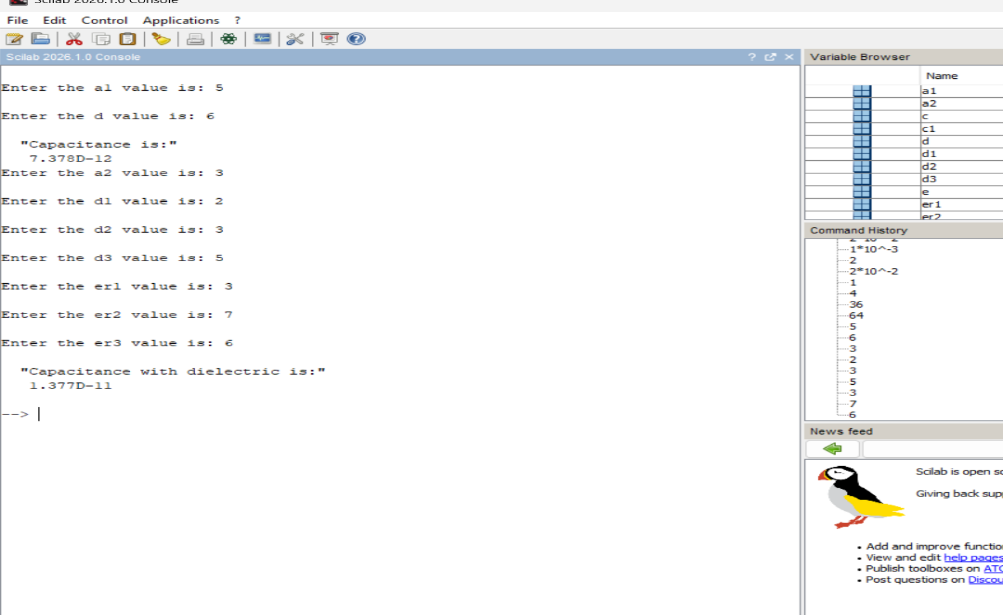 Scilab 2026.1.0 Console
File Edit Control Applications ?
Scilab 2026.1.0 Console
Enter the a1 value is: 5
Enter the d value is: 6
"Capacitance is:"
7.378D-12
Enter the a2 value is: 3
Enter the d1 value is: 2
Enter the d2 value is: 3
Enter the d3 value is: 5
Enter the er1 value is: 3
Enter the er2 value is: 7
Enter the er3 value is: 6
"Capacitance with dielectric is:"
1.377D-11
-->
Variable Browser
Name
a1
a2
c
c1
d
d1
d2
d3
e
er1
er2
Command History
1*10^-3
2
2*10^-2
1
4
36
64
5
6
3
2
3
5
3
7
6
News feed
Scilab is open
Giving back
Add and improve
View and edit help pages
Publish toolboxes on
Post questions on